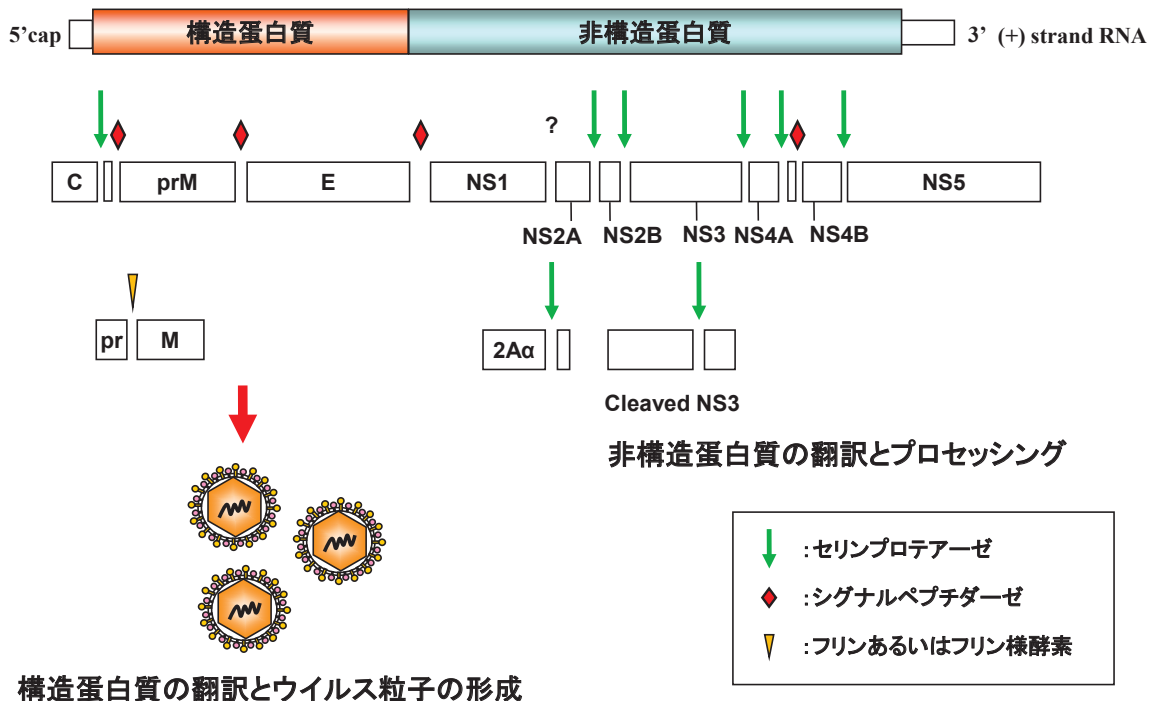 5’cap 構造蛋白質 非構造蛋白質 3’ (+) strand RNA
?
C prM E NS1 NS5
NS2A NS2B NS3 NS4A NS4B
pr M 2Aα
Cleaved NS3
非構造蛋白質の翻訳とプロセッシング
:セリンプロテアーゼ
:シグナルペプチダーゼ
:フリンあるいはフリン様酵素
構造蛋白質の翻訳とウイルス粒子の形成